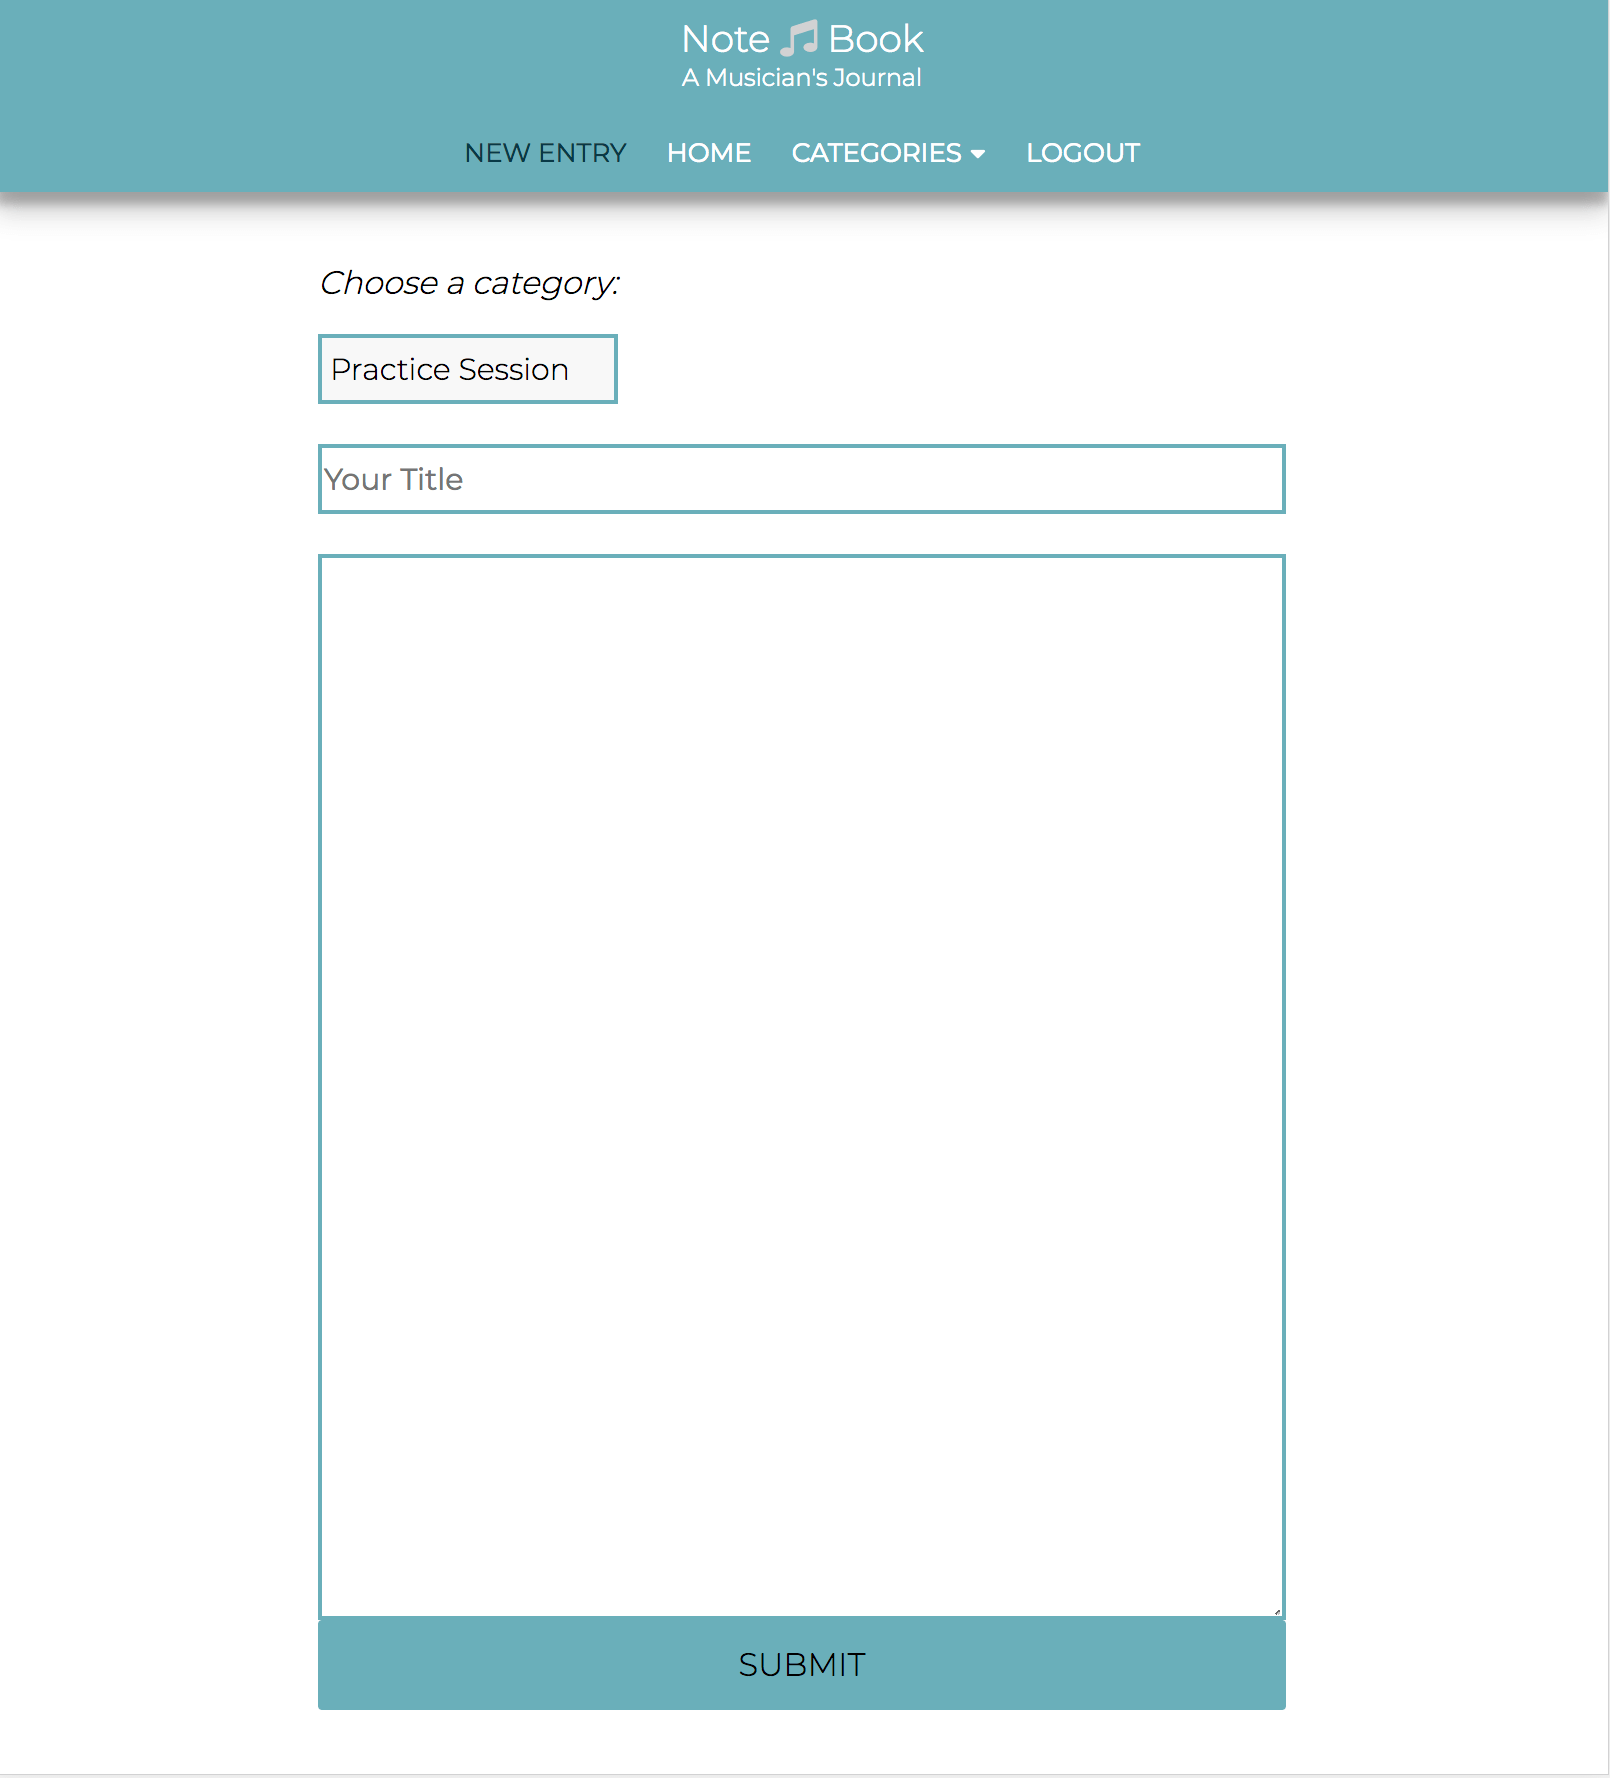 Note Book
A Musician's Journal
NEW ENTRY HOME CATEGORIES LOGOUT
Choose a category:
Practice Session
Your Title
SUBMIT